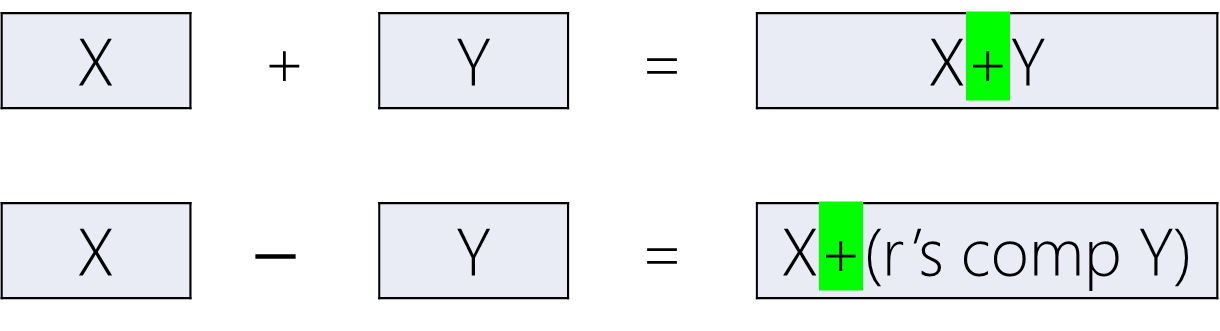 X + Y = X+Y
X – Y = X+(r’s comp Y)